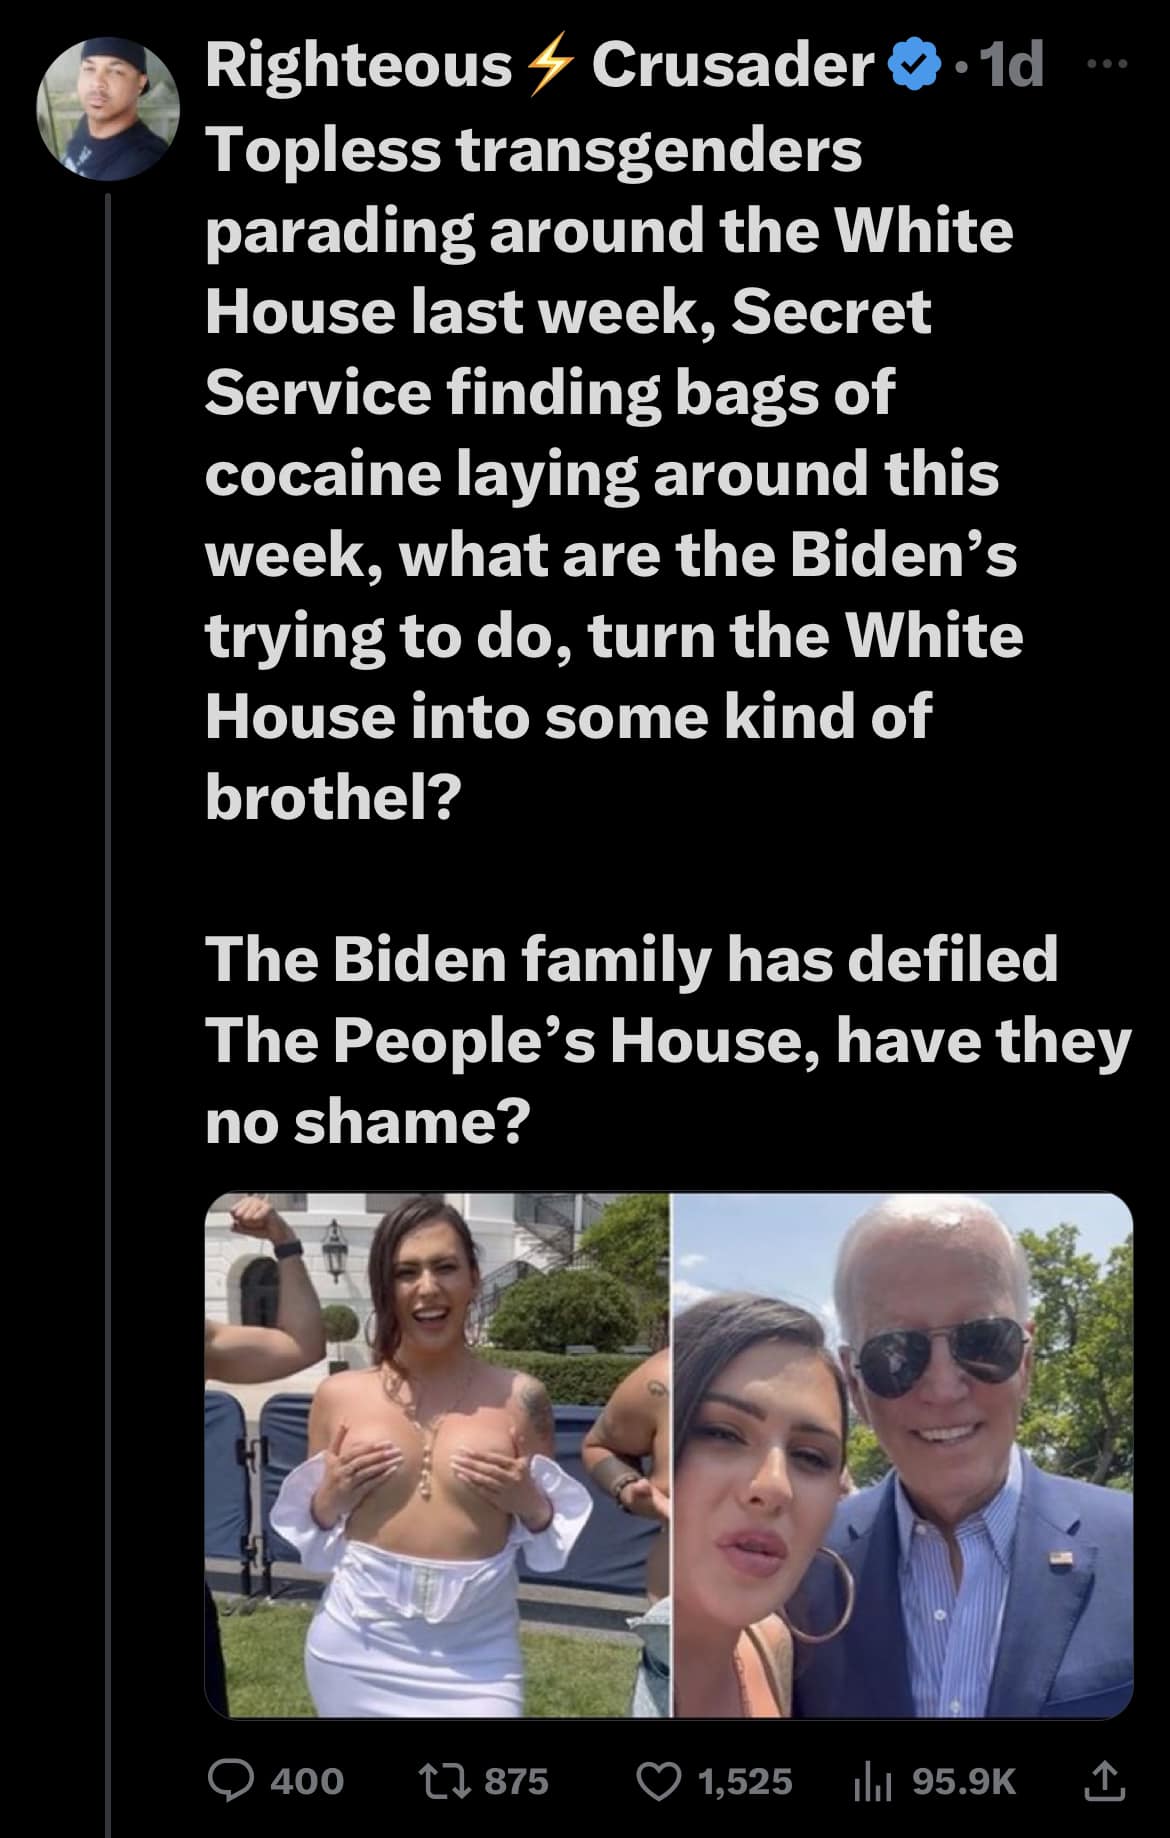 Righteous⚡Crusader · 1d ...
Topless transgenders
parading around the White
House last week, Secret
Service finding bags of
cocaine laying around this
week, what are the Biden’s
trying to do, turn the White
House into some kind of
brothel?
The Biden family has defiled
The People’s House, have they
no shame?
400 875 1,525 95.9K